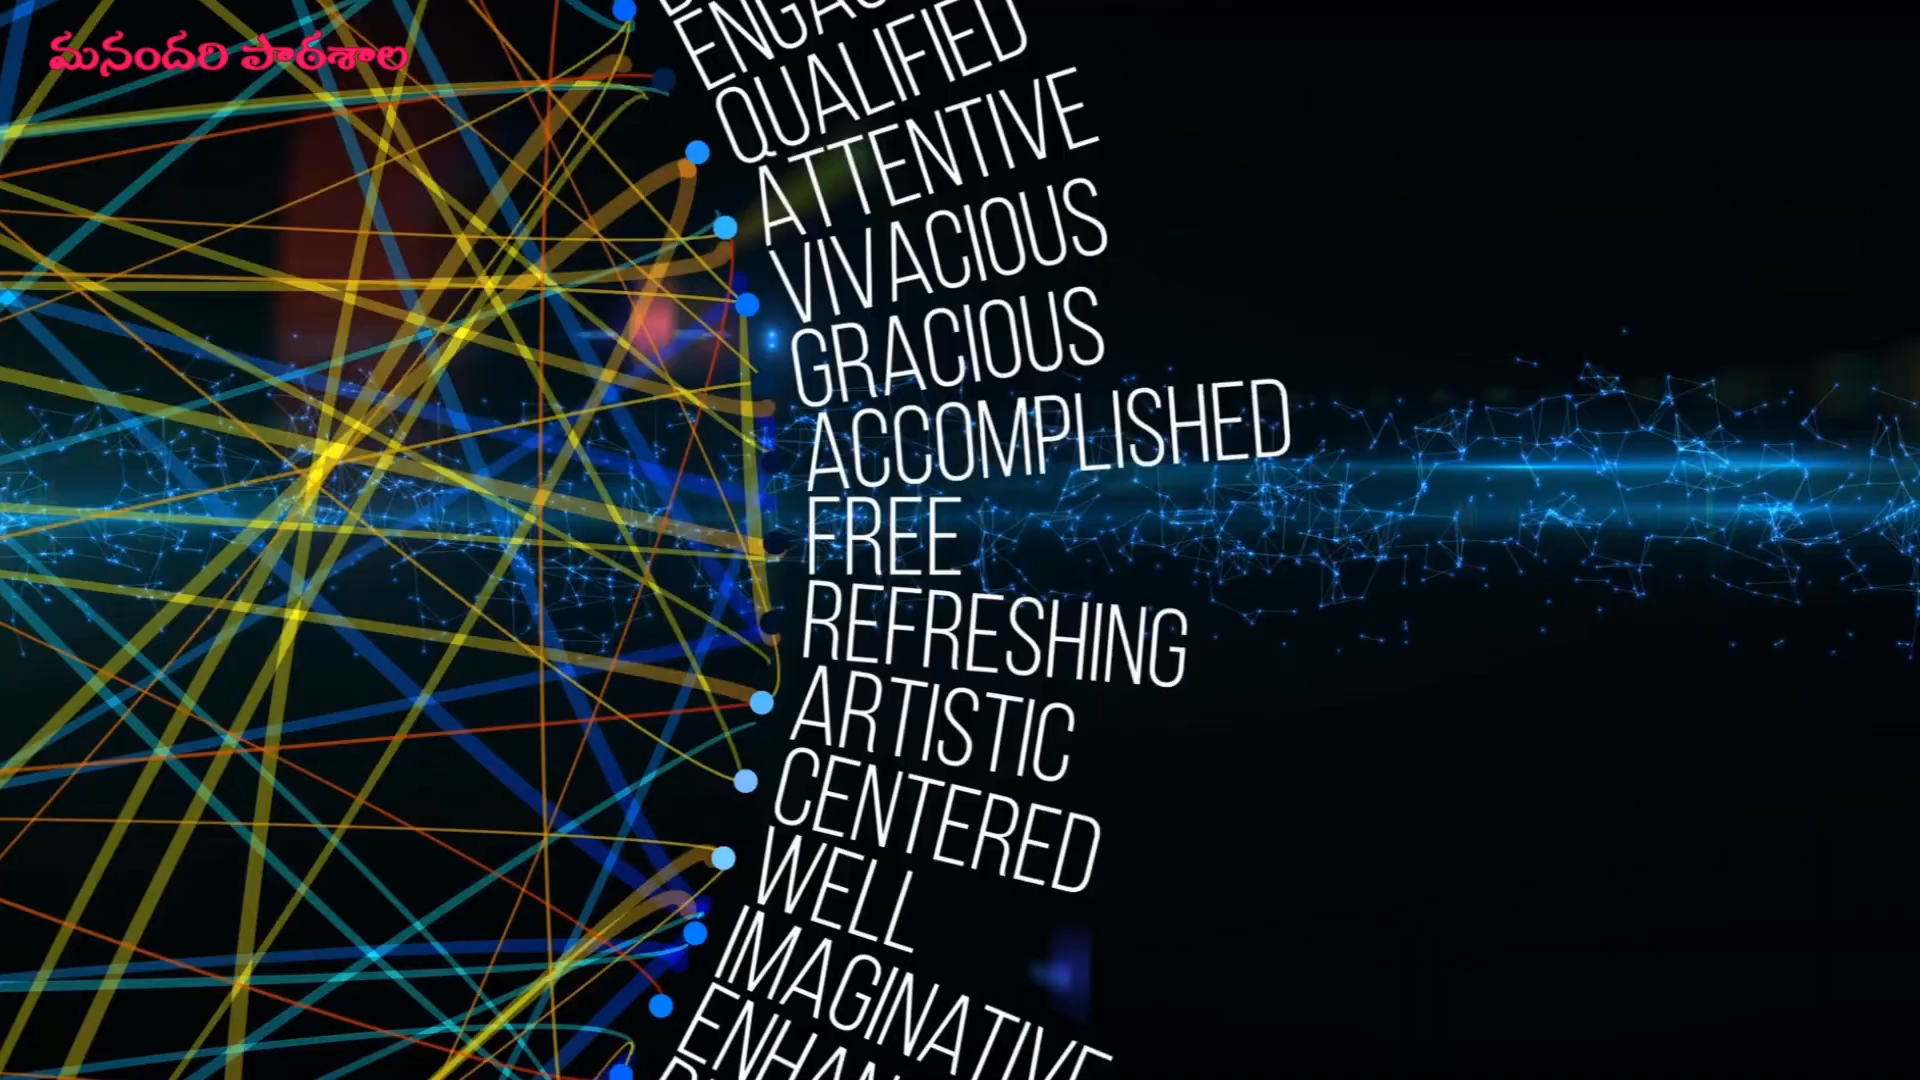 మనందరి పాఠశాల
QUALIFIED
ATTENTIVE
VIVACIOUS
GRACIOUS
ACCOMPLISHED
FREE
REFRESHING
ARTISTIC
CENTERED
WELL
IMAGINATIVE